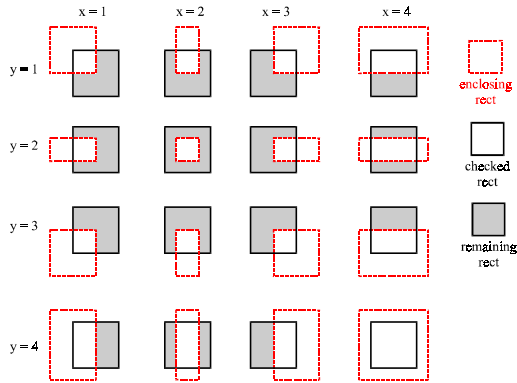 x = 1
x = 2
x = 3
x = 4
y = 1
enclosing
rect
y = 2
checked
rect
y = 3
remaining
rect
y = 4